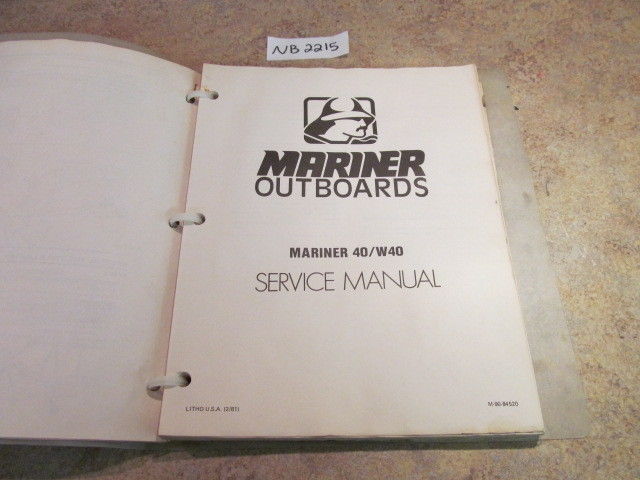 NB 2215
MARINER
OUTBOARDS
MARINER 40/W40
SERVICE MANUAL
LITHO U.S.A. (2/81)
M-90-84520